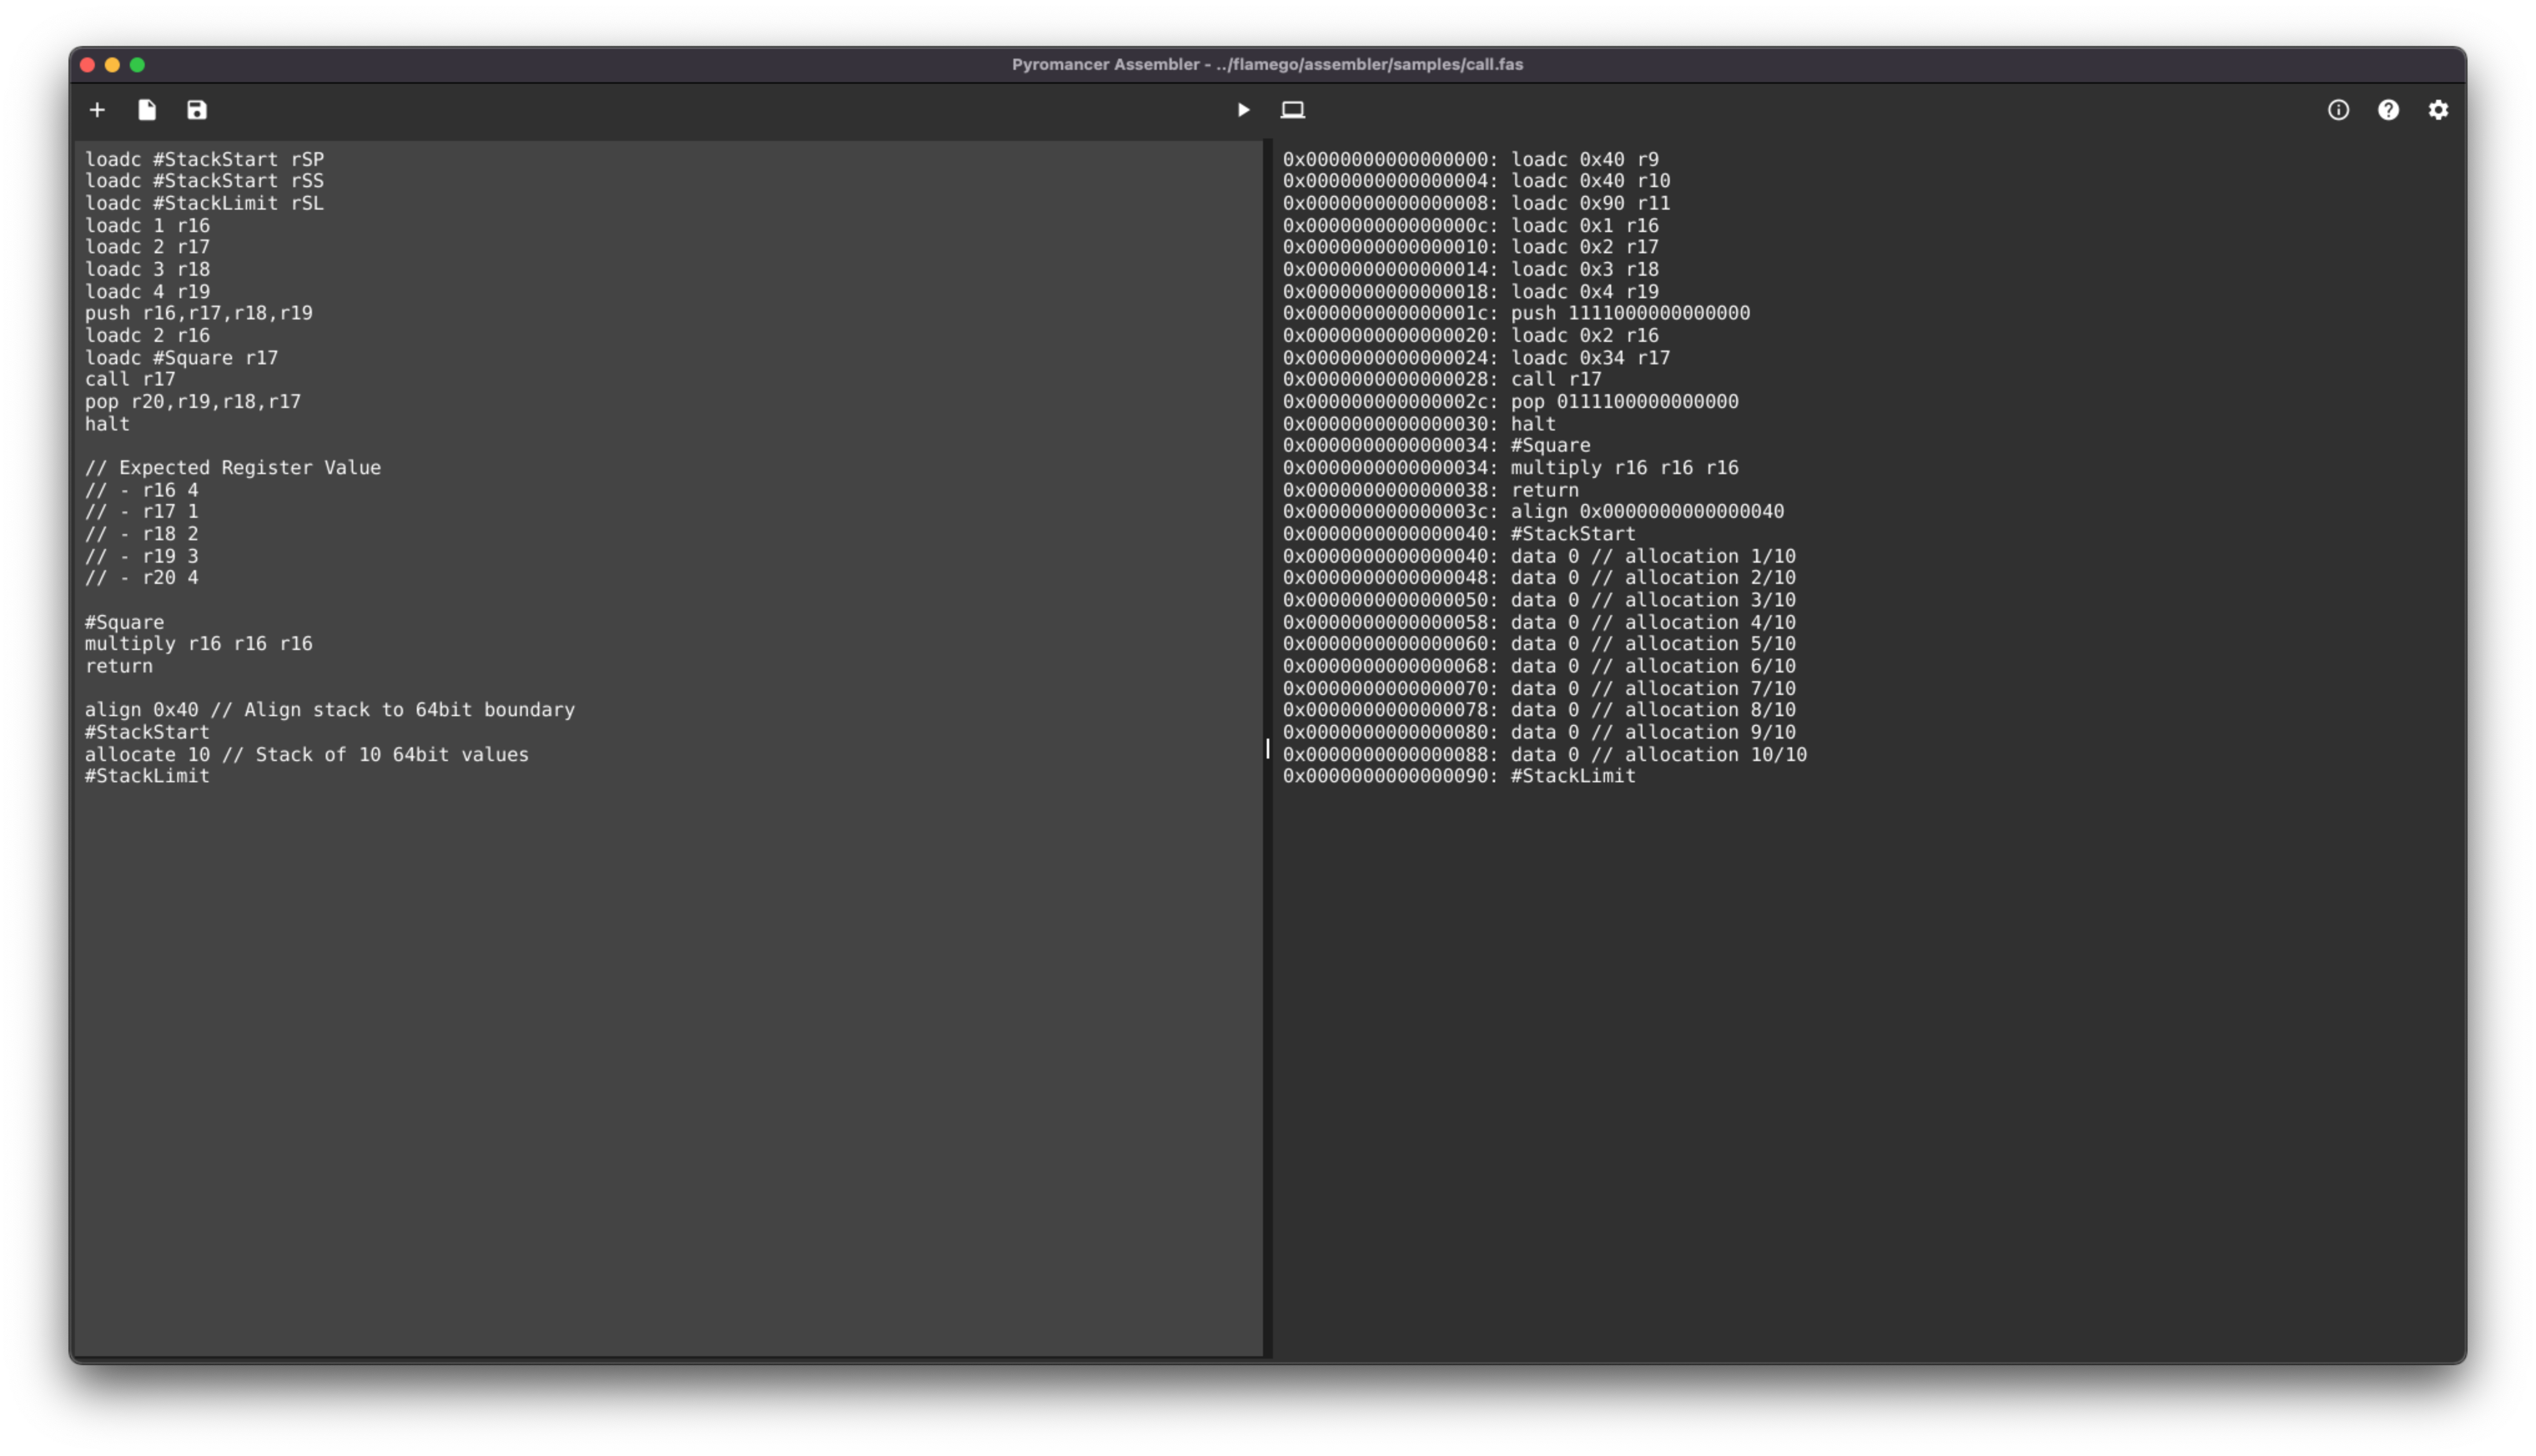 Pyromancer Assembler - ../flamego/assembler/samples/call.fas
loadc #StackStart rSP
loadc #StackStart rSS
loadc #StackLimit rSL
loadc 1 r16
loadc 2 r17
loadc 3 r18
loadc 4 r19
push r16,r17,r18,r19
loadc 2 r16
loadc #Square r17
call r17
pop r20,r19,r18,r17
halt
// Expected Register Value
// - r16 4
// - r17 1
// - r18 2
// - r19 3
// - r20 4
#Square
multiply r16 r16 r16
return
align 0x40 // Align stack to 64bit boundary
#StackStart
allocate 10 // Stack of 10 64bit values
#StackLimit
0x0000000000000000: loadc 0x40 r9
0x0000000000000004: loadc 0x40 r10
0x0000000000000008: loadc 0x90 r11
0x000000000000000c: loadc 0x1 r16
0x0000000000000010: loadc 0x2 r17
0x0000000000000014: loadc 0x3 r18
0x0000000000000018: loadc 0x4 r19
0x000000000000001c: push 1111000000000000
0x0000000000000020: loadc 0x2 r16
0x0000000000000024: loadc 0x34 r17
0x0000000000000028: call r17
0x000000000000002c: pop 0111100000000000
0x0000000000000030: halt
0x0000000000000034: #Square
0x0000000000000034: multiply r16 r16 r16
0x0000000000000038: return
0x000000000000003c: align 0x0000000000000040
0x0000000000000040: #StackStart
0x0000000000000040: data 0 // allocation 1/10
0x0000000000000048: data 0 // allocation 2/10
0x0000000000000050: data 0 // allocation 3/10
0x0000000000000058: data 0 // allocation 4/10
0x0000000000000060: data 0 // allocation 5/10
0x0000000000000068: data 0 // allocation 6/10
0x0000000000000070: data 0 // allocation 7/10
0x0000000000000078: data 0 // allocation 8/10
0x0000000000000080: data 0 // allocation 9/10
0x0000000000000088: data 0 // allocation 10/10
0x0000000000000090: #StackLimit